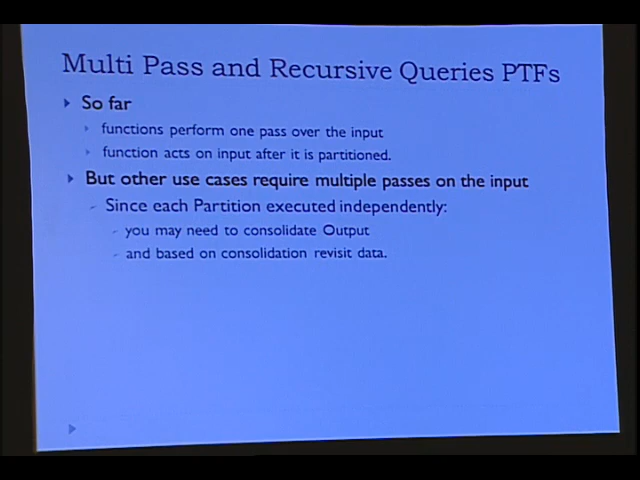 Multi Pass and Recursive Queries PTFs
So far
functions perform one pass over the input
function acts on input after it is partitioned.
But other use cases require multiple passes on the input
Since each Partition executed independently:
you may need to consolidate Output
and based on consolidation revisit data.